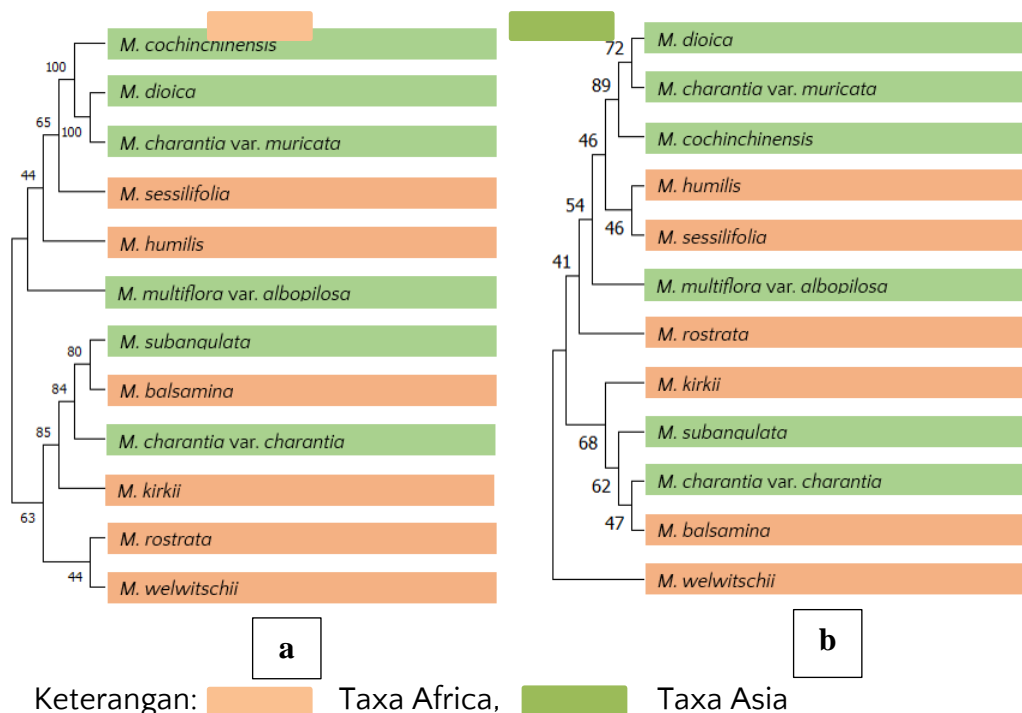 M. cochinchinensis
100
M. dioica
100
M. charantia var. muricata
65
M. sessilifolia
44
M. humilis
M. multiflora var. albopilosa
M. subangulata
80
M. balsamina
84
M. charantia var. charantia
85
M. kirkii
63
M. rostrata
44
M. welwitschii
a
72
M. dioica
89
M. charantia var. muricata
46
M. cochinchinensis
M. humilis
54
46
M. sessilifolia
41
M. multiflora var. albopilosa
M. rostrata
M. kirkii
68
M. subangulata
62
M. charantia var. charantia
47
M. balsamina
M. welwitschii
b
Keterangan: Taxa Africa, Taxa Asia